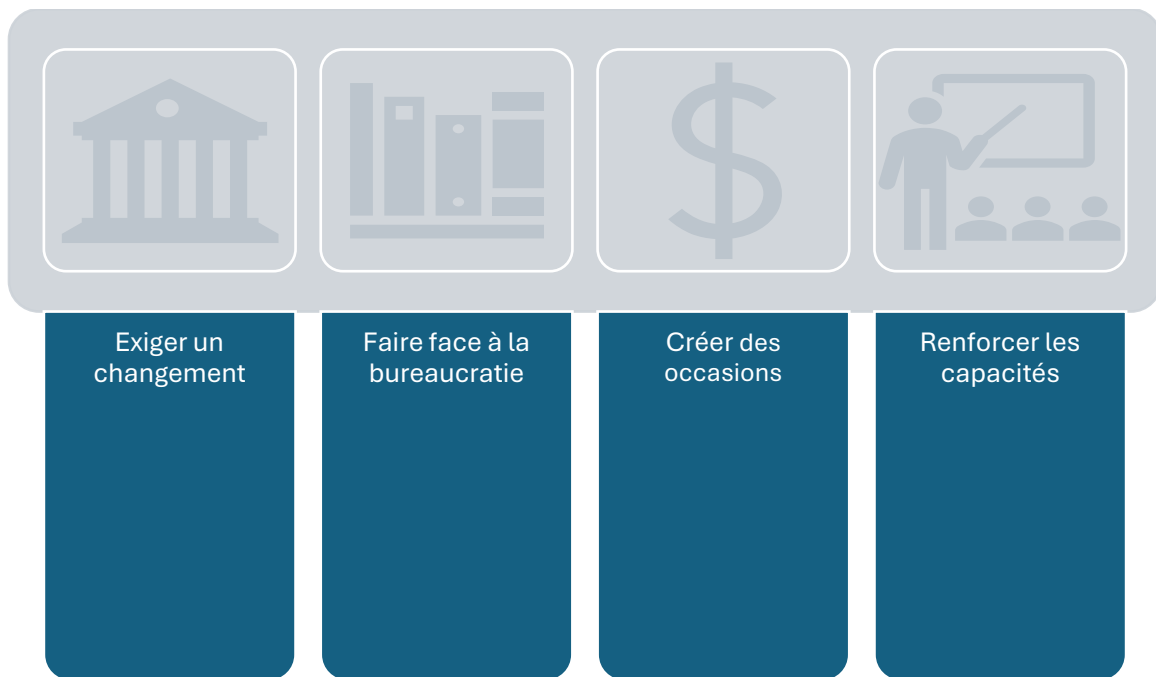 Exiger un
changement
Faire face à la
bureaucratie
Créer des
occasions
Renforcer les
capacités